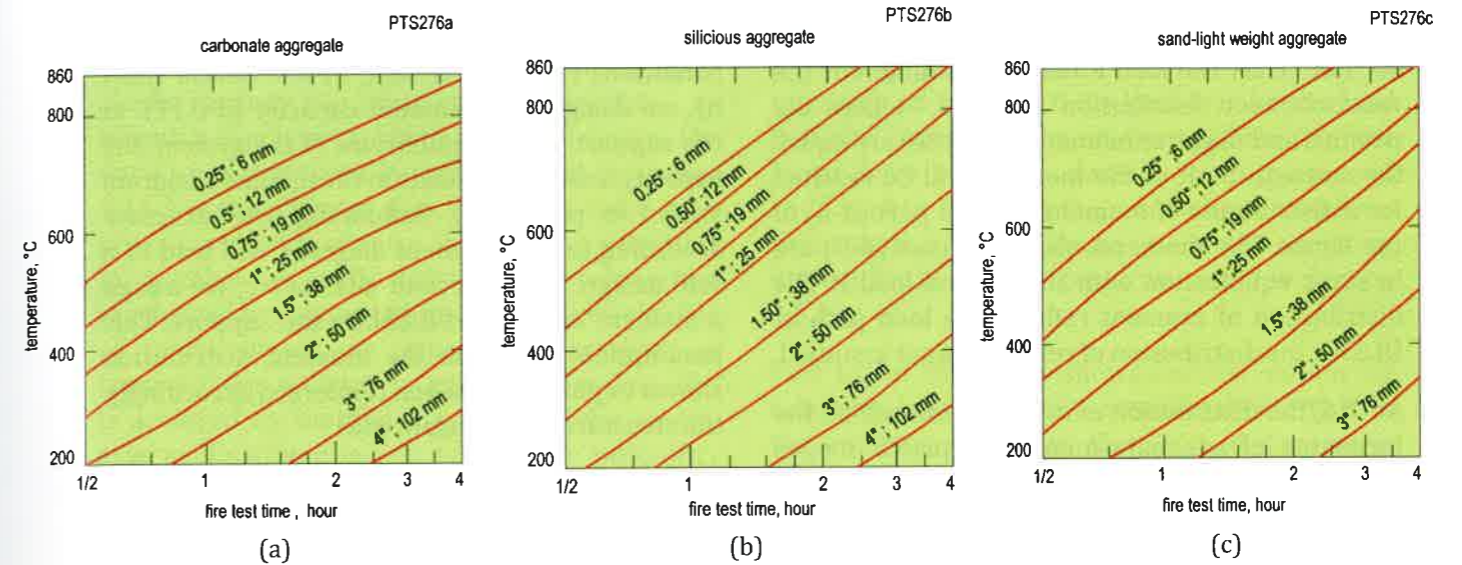 PTS276a
carbonate aggregate
860
800
600
400
200
temperature, °C
0.25" ; 6 mm
0.5" ; 12 mm
0.75" ; 19 mm
1" ; 25 mm
1.5" ; 38 mm
2" ; 50 mm
3" ; 76 mm
4" ; 102 mm
1/2 1 2 3 4
fire test time , hour
(a)
PTS276b
silicious aggregate
860
800
600
400
200
temperature, °C
0.25" ; 6 mm
0.50" ; 12 mm
0.75" ; 19 mm
1" ; 25 mm
1.50" ; 38 mm
2" ; 50 mm
3" ; 76 mm
4" ; 102 mm
1/2 1 2 3 4
fire test time, hour
(b)
PTS276c
sand-light weight aggregate
860
800
600
400
200
temperature, °C
0.25" ; 6 mm
0.50" ; 12 mm
0.75" ; 19 mm
1" ; 25 mm
1.5" ; 38 mm
2" ; 50 mm
3" ; 76 mm
1/2 1 2 3 4
fire test time, hour
(c)